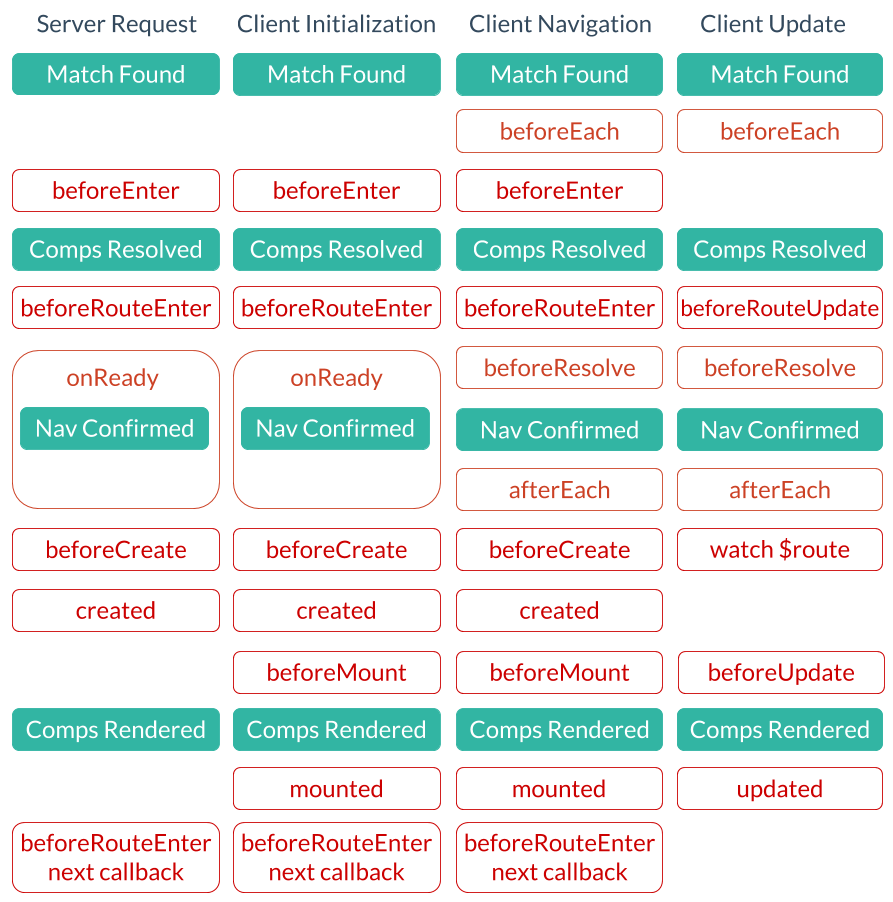 Server Request Client Initialization Client Navigation Client Update
Match Found Match Found Match Found Match Found
beforeEach beforeEach
beforeEnter beforeEnter beforeEnter
Comps Resolved Comps Resolved Comps Resolved Comps Resolved
beforeRouteEnter beforeRouteEnter beforeRouteEnter beforeRouteUpdate
onReady onReady beforeResolve beforeResolve
Nav Confirmed Nav Confirmed Nav Confirmed Nav Confirmed
afterEach afterEach
beforeCreate beforeCreate beforeCreate watch $route
created created created
beforeMount beforeMount beforeUpdate
Comps Rendered Comps Rendered Comps Rendered Comps Rendered
mounted mounted updated
beforeRouteEnter beforeRouteEnter beforeRouteEnter
next callback next callback next callback